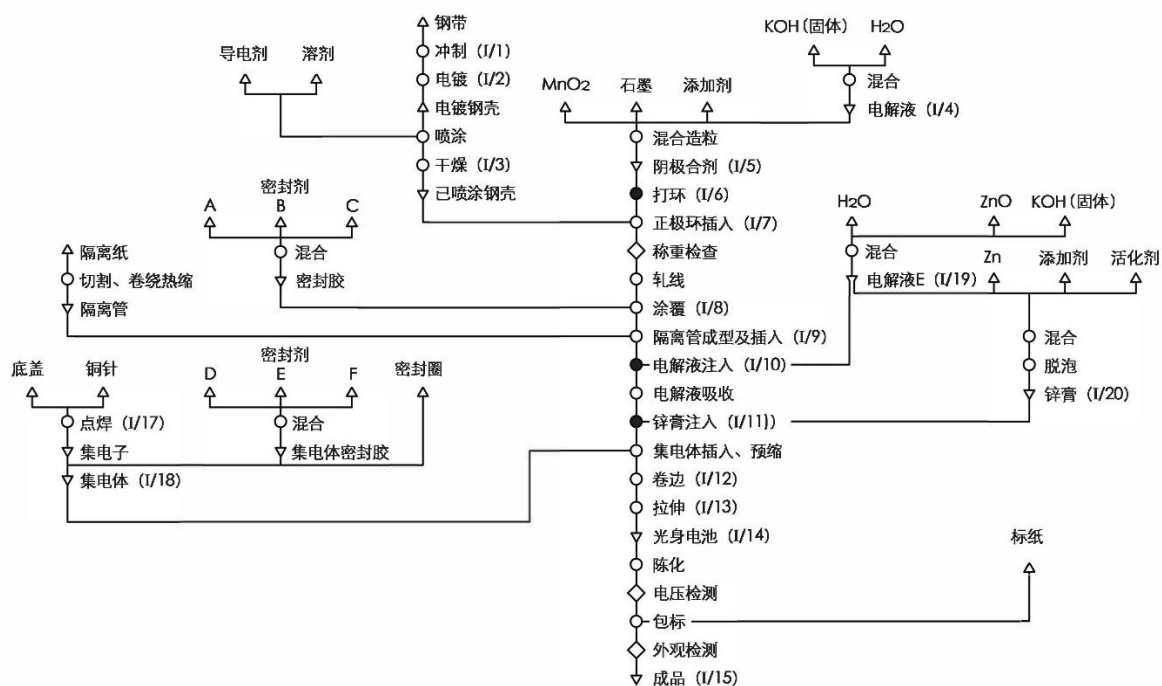 钢带
KOH(固体) H2O
导电剂 溶剂
冲制 (I/1)
电镀 (I/2)
混合
MnO2 石墨 添加剂
电镀钢壳
电解液 (I/4)
喷涂
混合造粒
干燥 (I/3)
阴极合剂 (I/5)
密封剂
已喷涂钢壳
打环 (I/6)
A B C
H2O ZnO KOH(固体)
正极环插入 (I/7)
隔离纸
混合
称重检查
混合
Zn 添加剂 活化剂
切割、卷绕热缩
密封胶
轧线
电解液E (I/19)
隔离管
涂覆 (I/8)
隔离管成型及插入 (I/9)
混合
密封剂
底盖 铜针
D E F
密封圈
电解液注入 (I/10)
脱泡
电解液吸收
锌膏 (I/20)
点焊 (I/17)
混合
锌膏注入 (I/11))
集电子
集电体密封胶
集电体插入、预缩
集电体 (I/18)
卷边 (I/12)
拉伸 (I/13)
光身电池 (I/14)
标纸
陈化
电压检测
包标
外观检测
成品 (I/15)